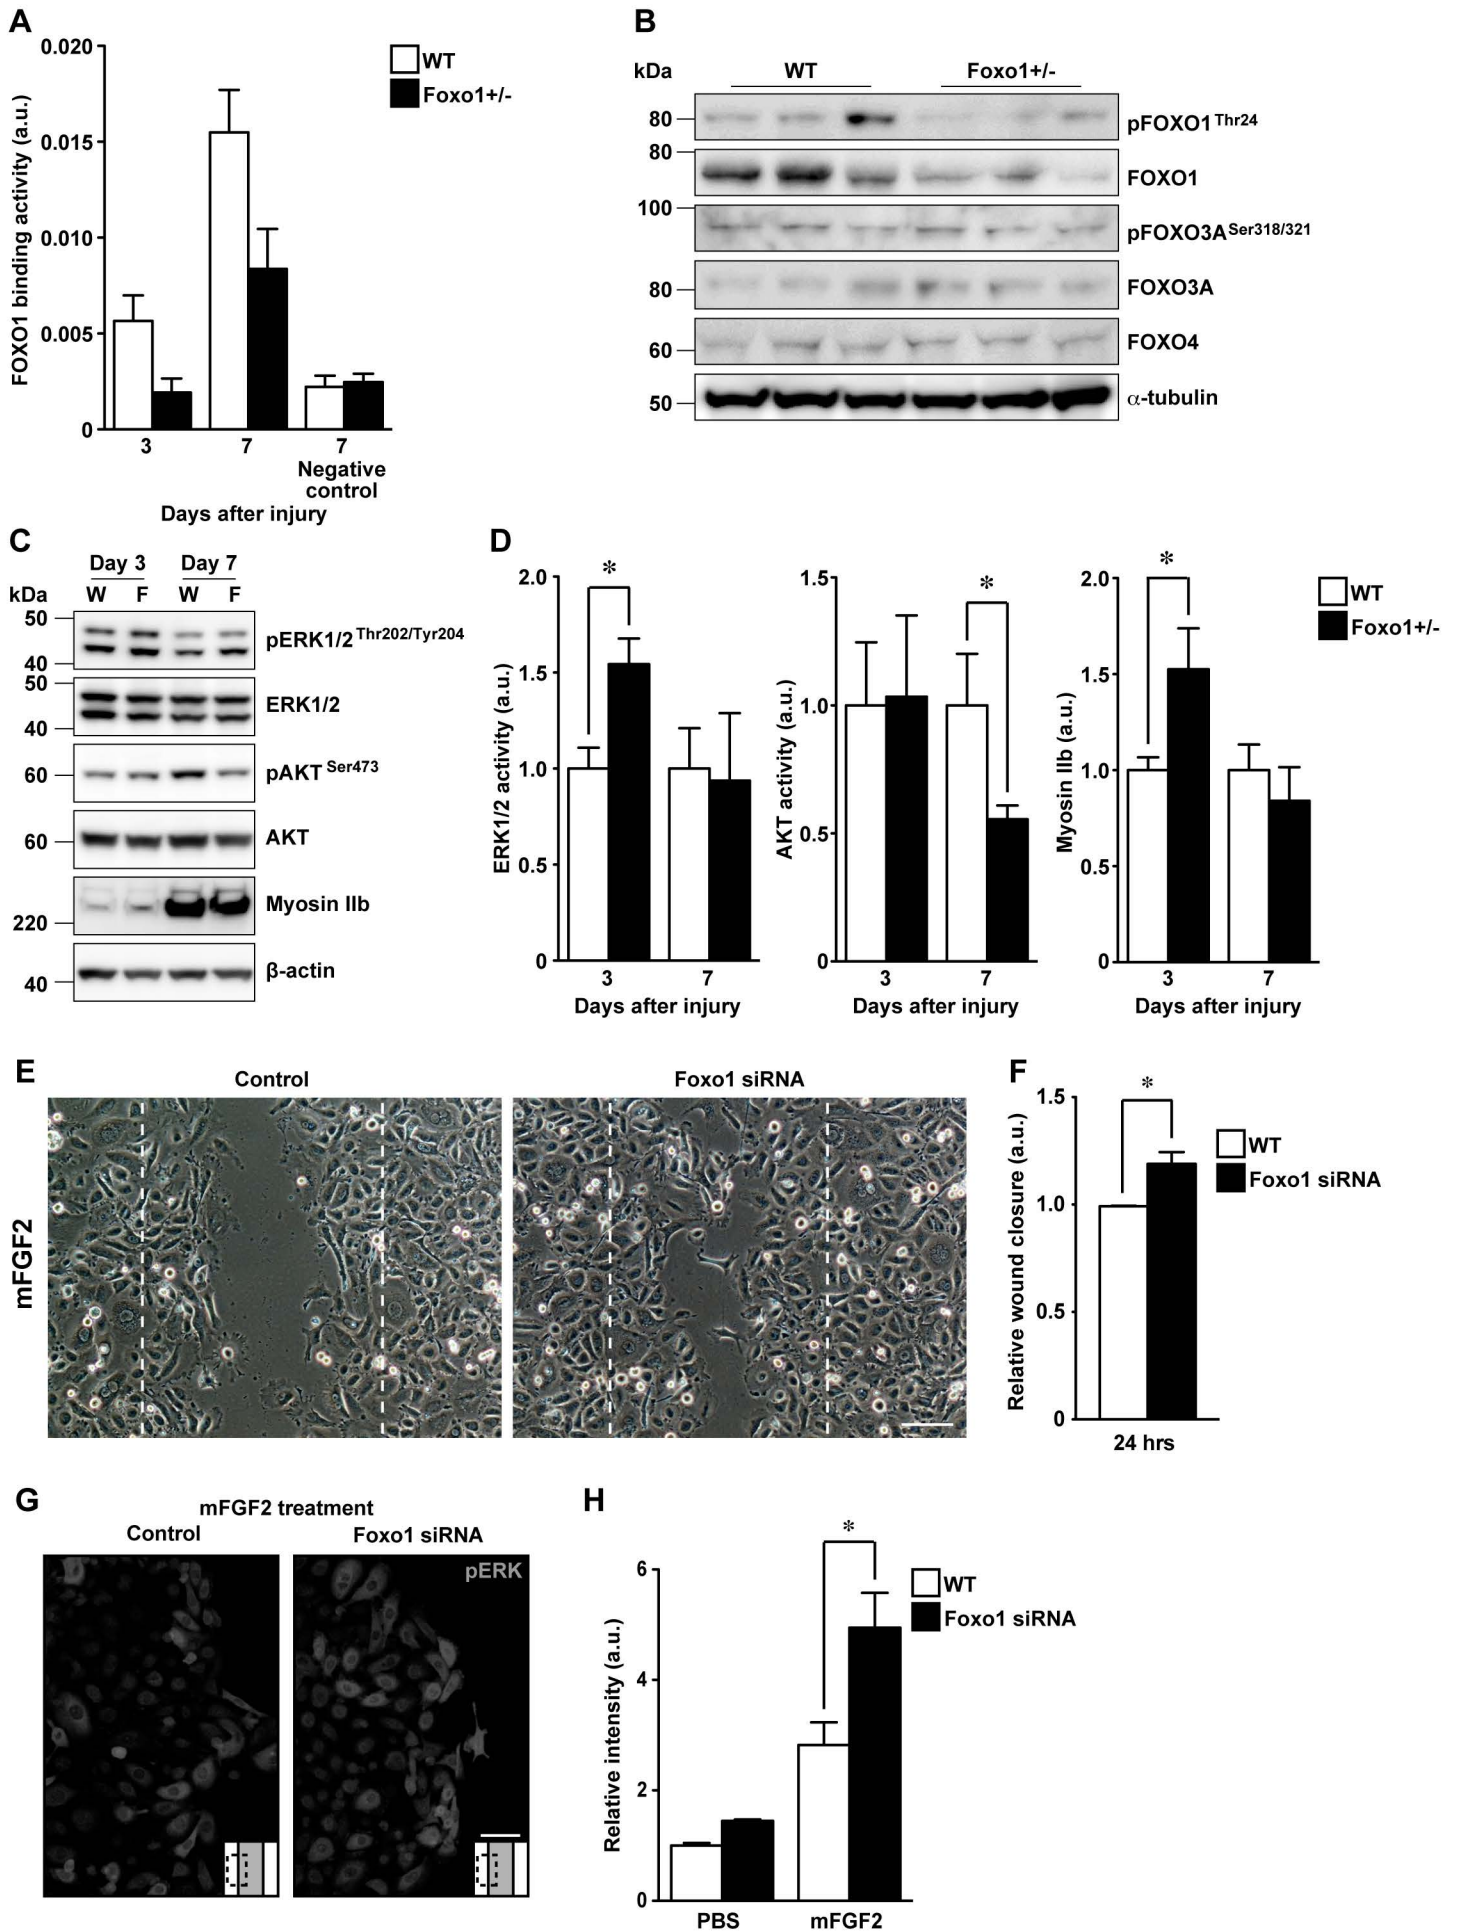 A
FOXO1 binding activity (a.u.)
0.020
0.015
0.010
0.005
0
WT
Foxo1+/-
3
7
7
Negative
control
Days after injury
B
kDa
WT
Foxo1+/-
80
pFOXO1Thr24
80
FOXO1
100
pFOXO3ASer318/321
80
FOXO3A
60
FOXO4
50
α-tubulin
C
Day 3
Day 7
kDa
W F W F
50
40
pERK1/2Thr202/Tyr204
50
40
ERK1/2
60
pAKT Ser473
60
AKT
220
Myosin IIb
40
β-actin
D
ERK1/2 activity (a.u.)
2.0
1.5
1.0
0.5
0
*
3
7
Days after injury
AKT activity (a.u.)
1.5
1.0
0.5
0
*
3
7
Days after injury
Myosin IIb (a.u.)
2.0
1.5
1.0
0.5
0
*
3
7
Days after injury
WT
Foxo1+/-
E
Control
Foxo1 siRNA
mFGF2
F
Relative wound closure (a.u.)
1.5
1.0
0.5
0
*
24 hrs
WT
Foxo1 siRNA
G
mFGF2 treatment
Control
Foxo1 siRNA
pERK
H
Relative intensity (a.u.)
6
4
2
0
*
PBS
mFGF2
WT
Foxo1 siRNA